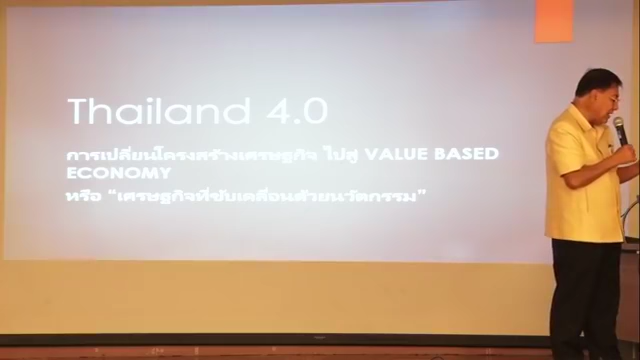 Thailand 4.0
การเปลี่ยนโครงสร้างเศรษฐกิจ ไปสู่ VALUE BASED
ECONOMY
หรือ “เศรษฐกิจที่ขับเคลื่อนด้วยนวัตกรรม”